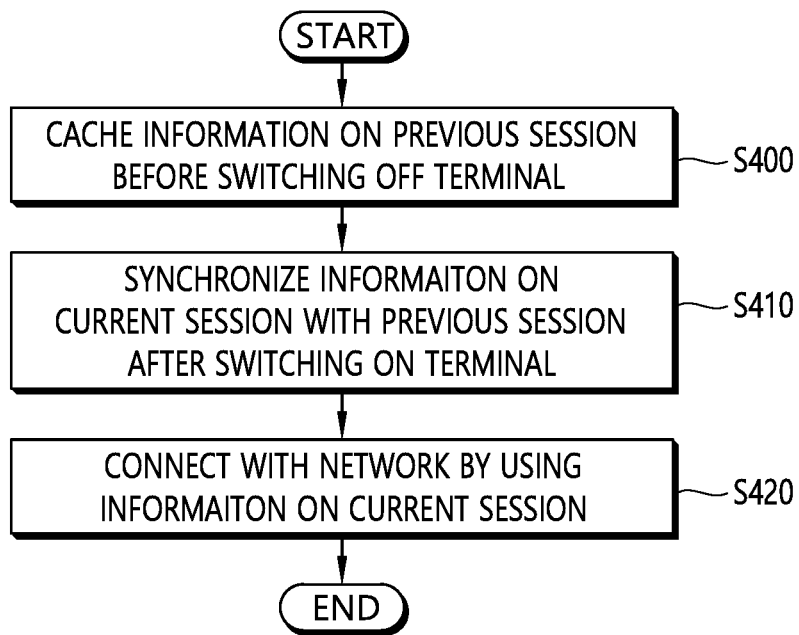 START
CACHE INFORMATION ON PREVIOUS SESSION
BEFORE SWITCHING OFF TERMINAL
S400
SYNCHRONIZE INFORMAITON ON
CURRENT SESSION WITH PREVIOUS SESSION
AFTER SWITCHING ON TERMINAL
S410
CONNECT WITH NETWORK BY USING
INFORMAITON ON CURRENT SESSION
S420
END